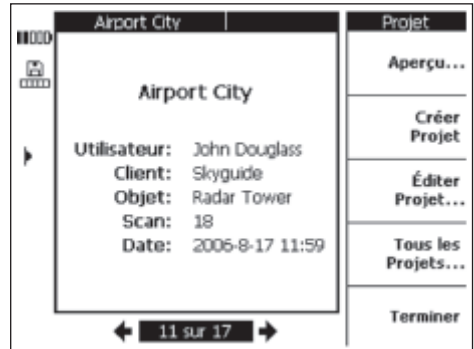 Airport City
Projet
Airport City
Utilisateur: John Douglass
Client: Skyguide
Objet: Radar Tower
Scan: 18
Date: 2006-8-17 11:59
11 sur 17
Aperçu...
Créer
Projet
Éditer
Projet...
Tous les
Projets...
Terminer